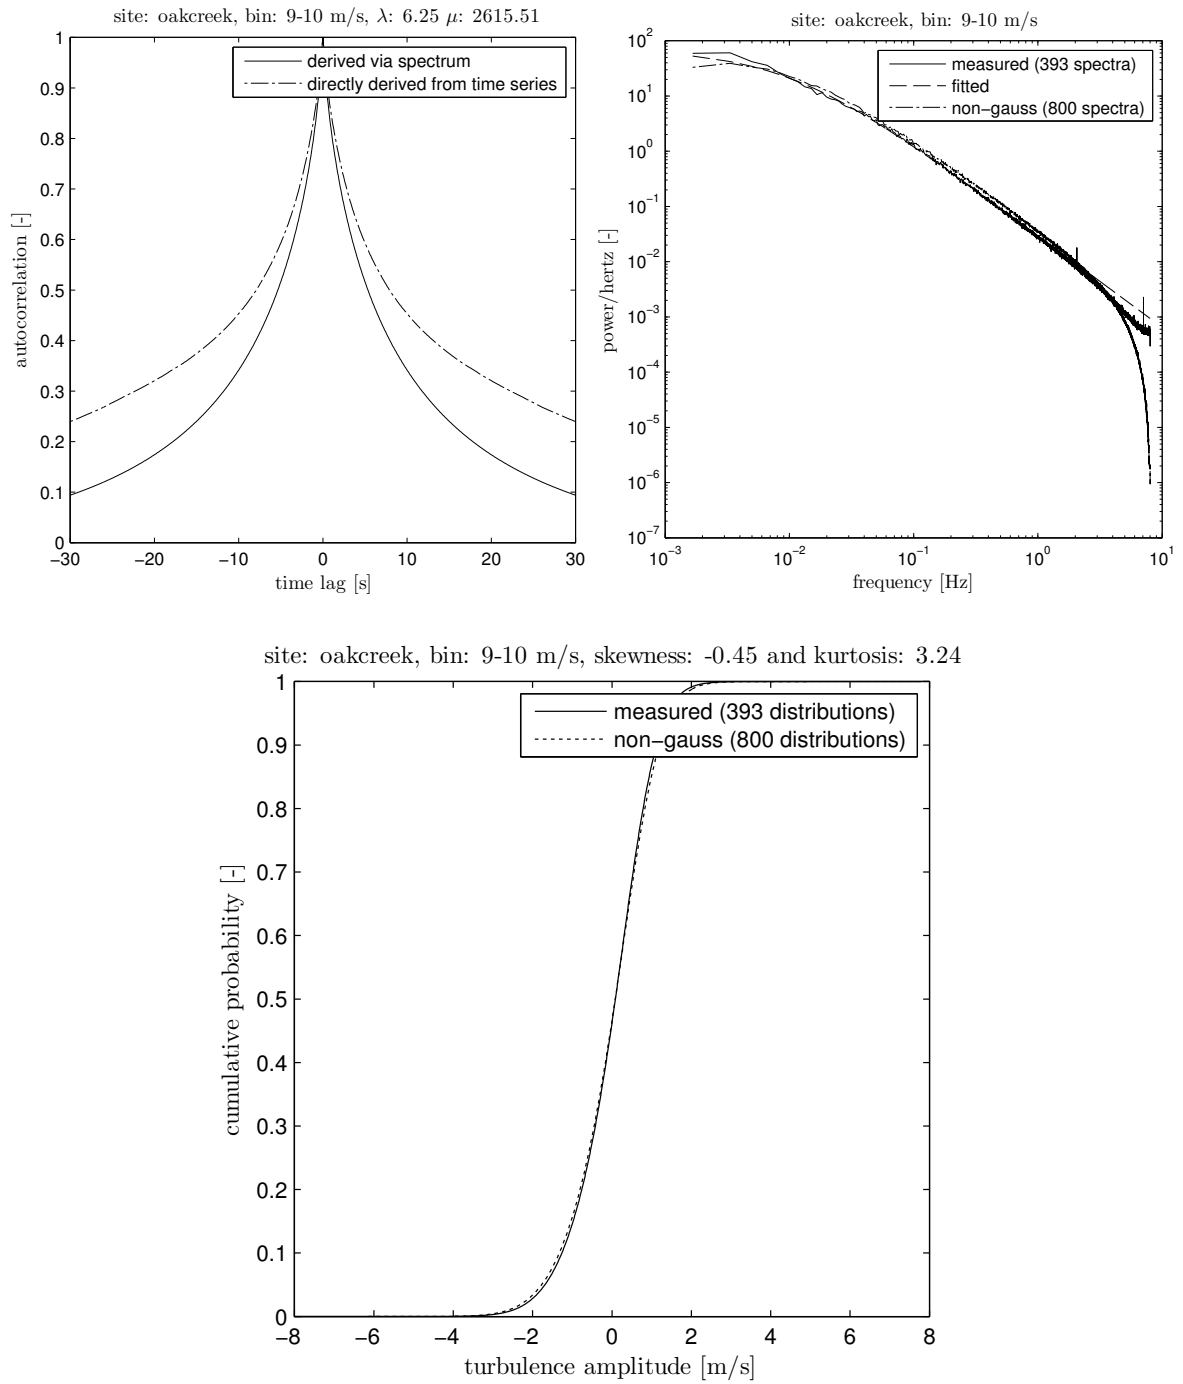 site: oakcreek, bin: 9-10 m/s, λ: 6.25 μ: 2615.51
derived via spectrum
directly derived from time series
1
0.9
0.8
0.7
0.6
0.5
0.4
0.3
0.2
0.1
0
autocorrelation [-]
−30 −20 −10 0 10 20 30
time lag [s]
site: oakcreek, bin: 9-10 m/s
measured (393 spectra)
fitted
non−gauss (800 spectra)
10^2
10^1
10^0
10^−1
10^−2
10^−3
10^−4
10^−5
10^−6
10^−7
power/hertz [-]
10^−3 10^−2 10^−1 10^0 10^1
frequency [Hz]
site: oakcreek, bin: 9-10 m/s, skewness: -0.45 and kurtosis: 3.24
measured (393 distributions)
non−gauss (800 distributions)
1
0.9
0.8
0.7
0.6
0.5
0.4
0.3
0.2
0.1
0
cumulative probability [-]
−8 −6 −4 −2 0 2 4 6 8
turbulence amplitude [m/s]